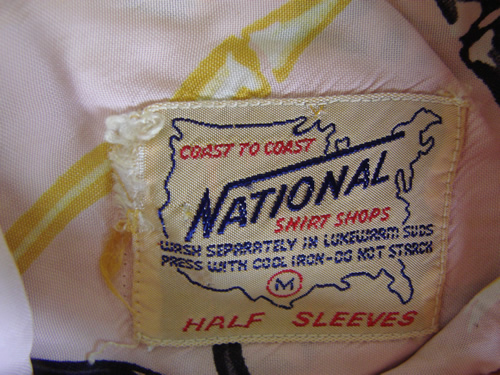 COAST TO COAST
NATIONAL
SHIRT SHOPS
WASH SEPARATELY IN LUKEWARM SUDS
PRESS WITH COOL IRON-DO NOT STARCH
M
HALF SLEEVES